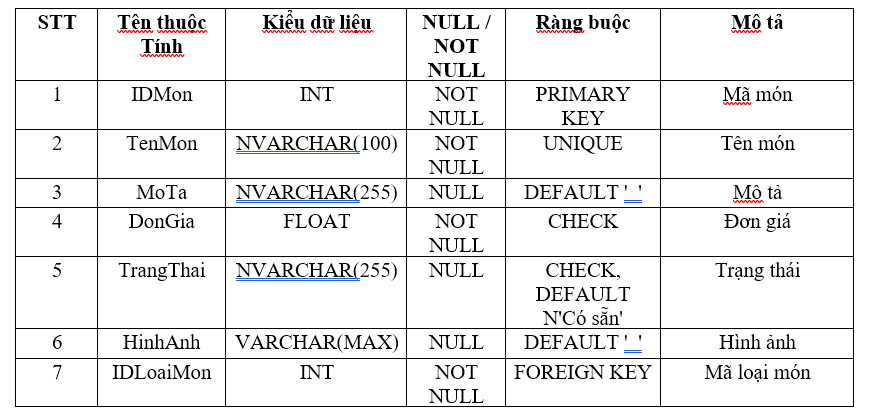 STT Tên thuộc Tính Kiểu dữ liệu NULL / NOT NULL Ràng buộc Mô tả
1 IDMon INT NOT NULL PRIMARY KEY Mã món
2 TenMon NVARCHAR(100) NOT NULL UNIQUE Tên món
3 MoTa NVARCHAR(255) NULL DEFAULT '_' Mô tả
4 DonGia FLOAT NOT NULL CHECK Đơn giá
5 TrangThai NVARCHAR(255) NULL CHECK, DEFAULT N'Có sẵn' Trạng thái
6 HinhAnh VARCHAR(MAX) NULL DEFAULT '_' Hình ảnh
7 IDLoaiMon INT NOT NULL FOREIGN KEY Mã loại món